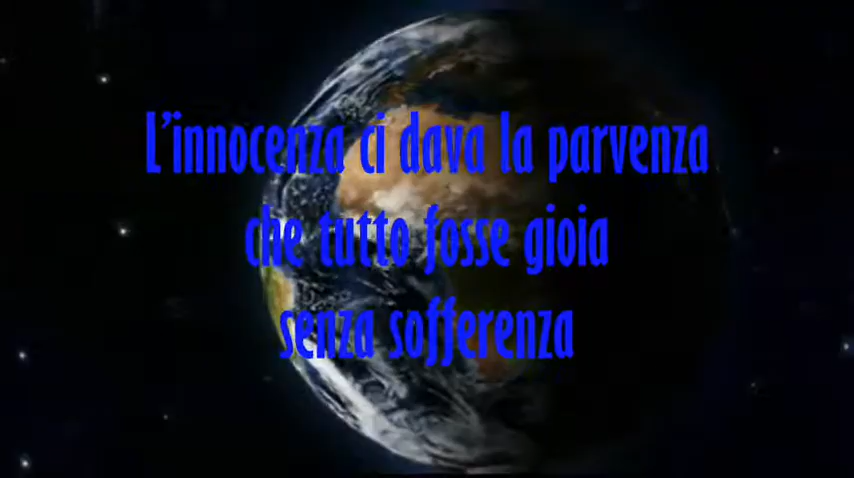 L'innocenza ci dava la parvenza
che tutto fosse gioia
senza sofferenza